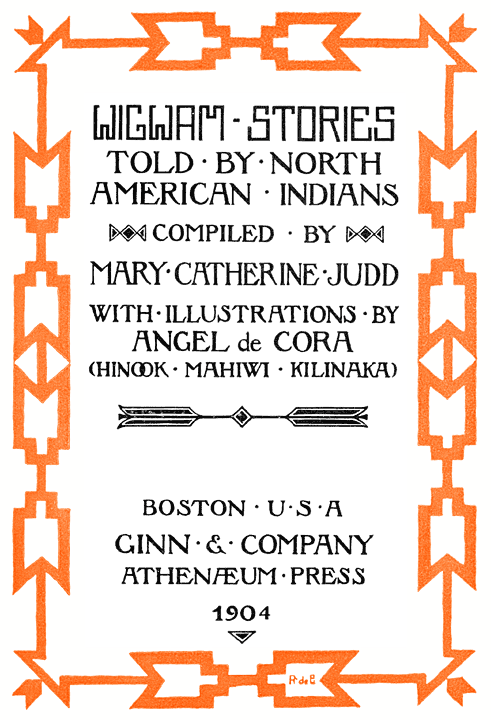 WIGWAM - STORIES
TOLD · BY · NORTH
AMERICAN · INDIANS
COMPILED · BY
MARY · CATHERINE · JUDD
WITH · ILLUSTRATIONS · BY
ANGEL de CORA
(HINOOK · MAHIWI · KILINAKA)
BOSTON · U · S · A
GINN · & · COMPANY
ATHENÆUM · PRESS
1904